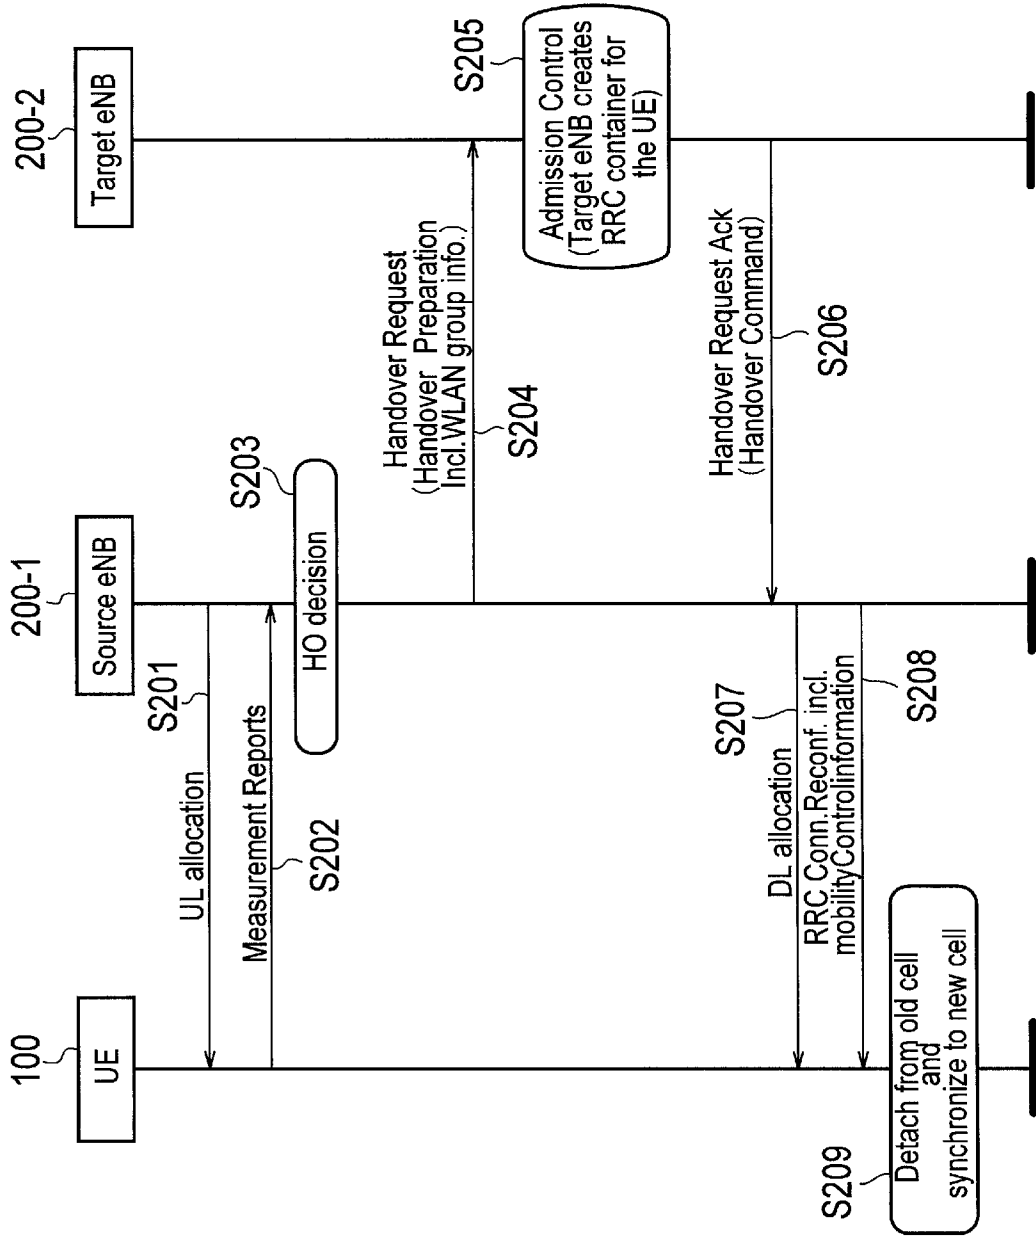 100
UE
200-1
Source eNB
200-2
Target eNB
S201
UL allocation
Measurement Reports
S202
S203
HO decision
Handover Request
(Handover Preparation
Incl.WLAN group info.)
S204
S205
Admission Control
(Target eNB creates
RRC container for
the UE)
Handover Request Ack
(Handover Command)
S206
S207
DL allocation
RRC Conn.Reconf. incl.
mobilityControlinformation
S208
S209
Detach from old cell
and
synchronize to new cell